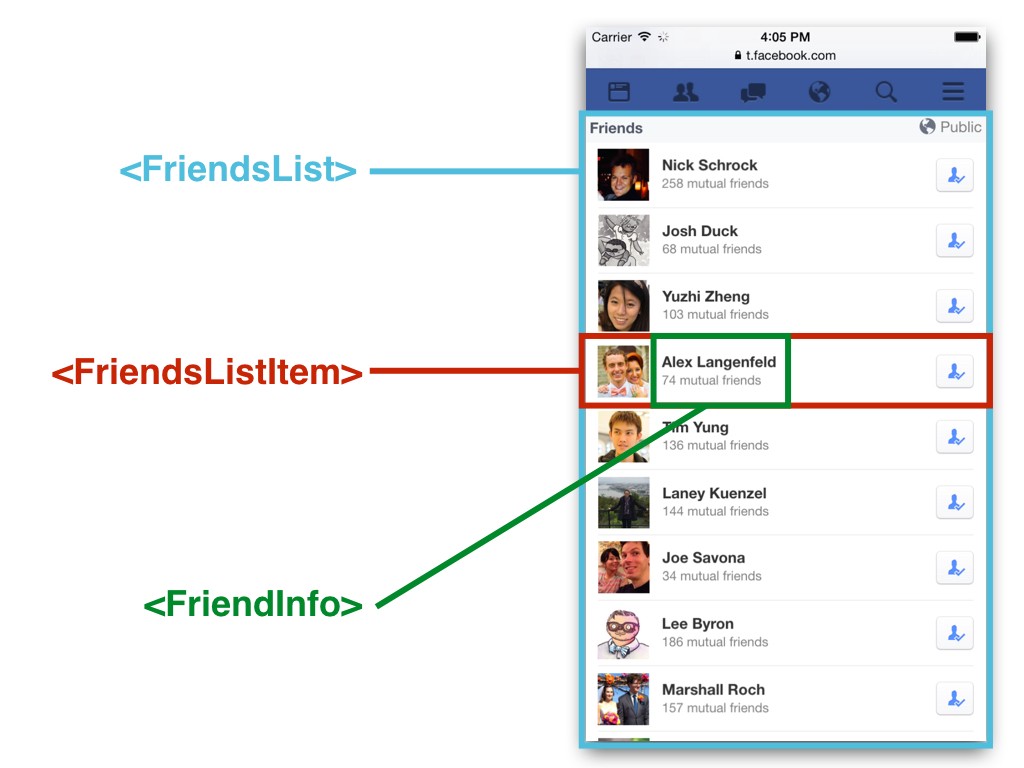 Carrier 4:05 PM
t.facebook.com
Friends Public
<FriendsList>
Nick Schrock
258 mutual friends
Josh Duck
68 mutual friends
Yuzhi Zheng
103 mutual friends
<FriendsListItem>
Alex Langenfeld
74 mutual friends
Tim Yung
136 mutual friends
Laney Kuenzel
144 mutual friends
Joe Savona
34 mutual friends
<FriendInfo>
Lee Byron
186 mutual friends
Marshall Roch
157 mutual friends